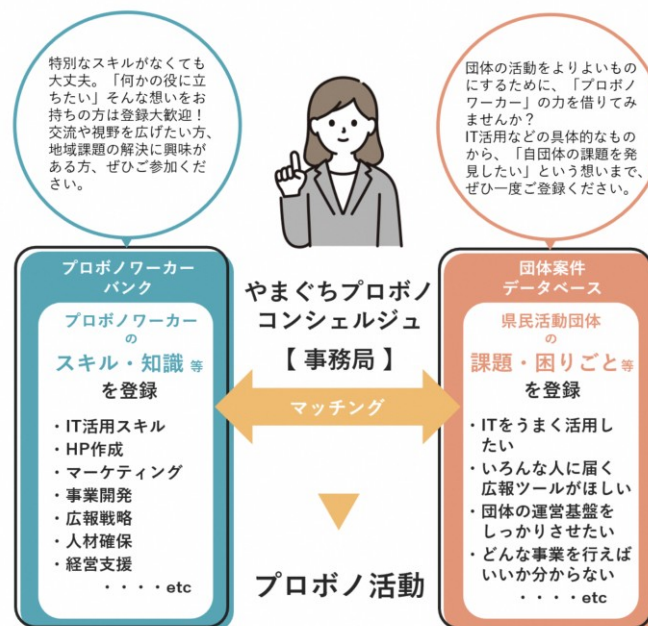 特別なスキルがなくても
大丈夫。「何かの役に立
ちたい」そんな想いをお
持ちの方は登録大歓迎！
交流や視野を広げたい方、
地域課題の解決に興味が
ある方、ぜひご参加くだ
さい。
団体の活動をよりよいもの
にするために、「プロボノ
ワーカー」の力を借りてみ
ませんか？
IT活用などの具体的なもの
から、「自団体の課題を発
見したい」という想いまで、
ぜひ一度ご登録ください。
プロボノワーカー
バンク
プロボノワーカー
の
スキル・知識 等
を登録
・IT活用スキル
・HP作成
・マーケティング
・事業開発
・広報戦略
・人材確保
・経営支援
・・・・etc
やまぐちプロボノ
コンシェルジュ
【 事務局 】
マッチング
プロボノ活動
団体案件
データベース
県民活動団体
の
課題・困りごと等
を登録
・ITをうまく活用し
たい
・いろんな人に届く
広報ツールがほしい
・団体の運営基盤を
しっかりさせたい
・どんな事業を行えば
いいか分からない
・・・・etc